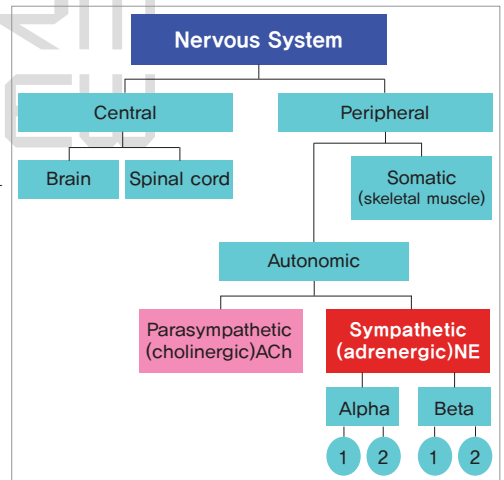 Nervous System
Central
Peripheral
Brain
Spinal cord
Somatic
(skeletal muscle)
Autonomic
Parasympathetic
(cholinergic)ACh
Sympathetic
(adrenergic)NE
Alpha
Beta
1
2
1
2